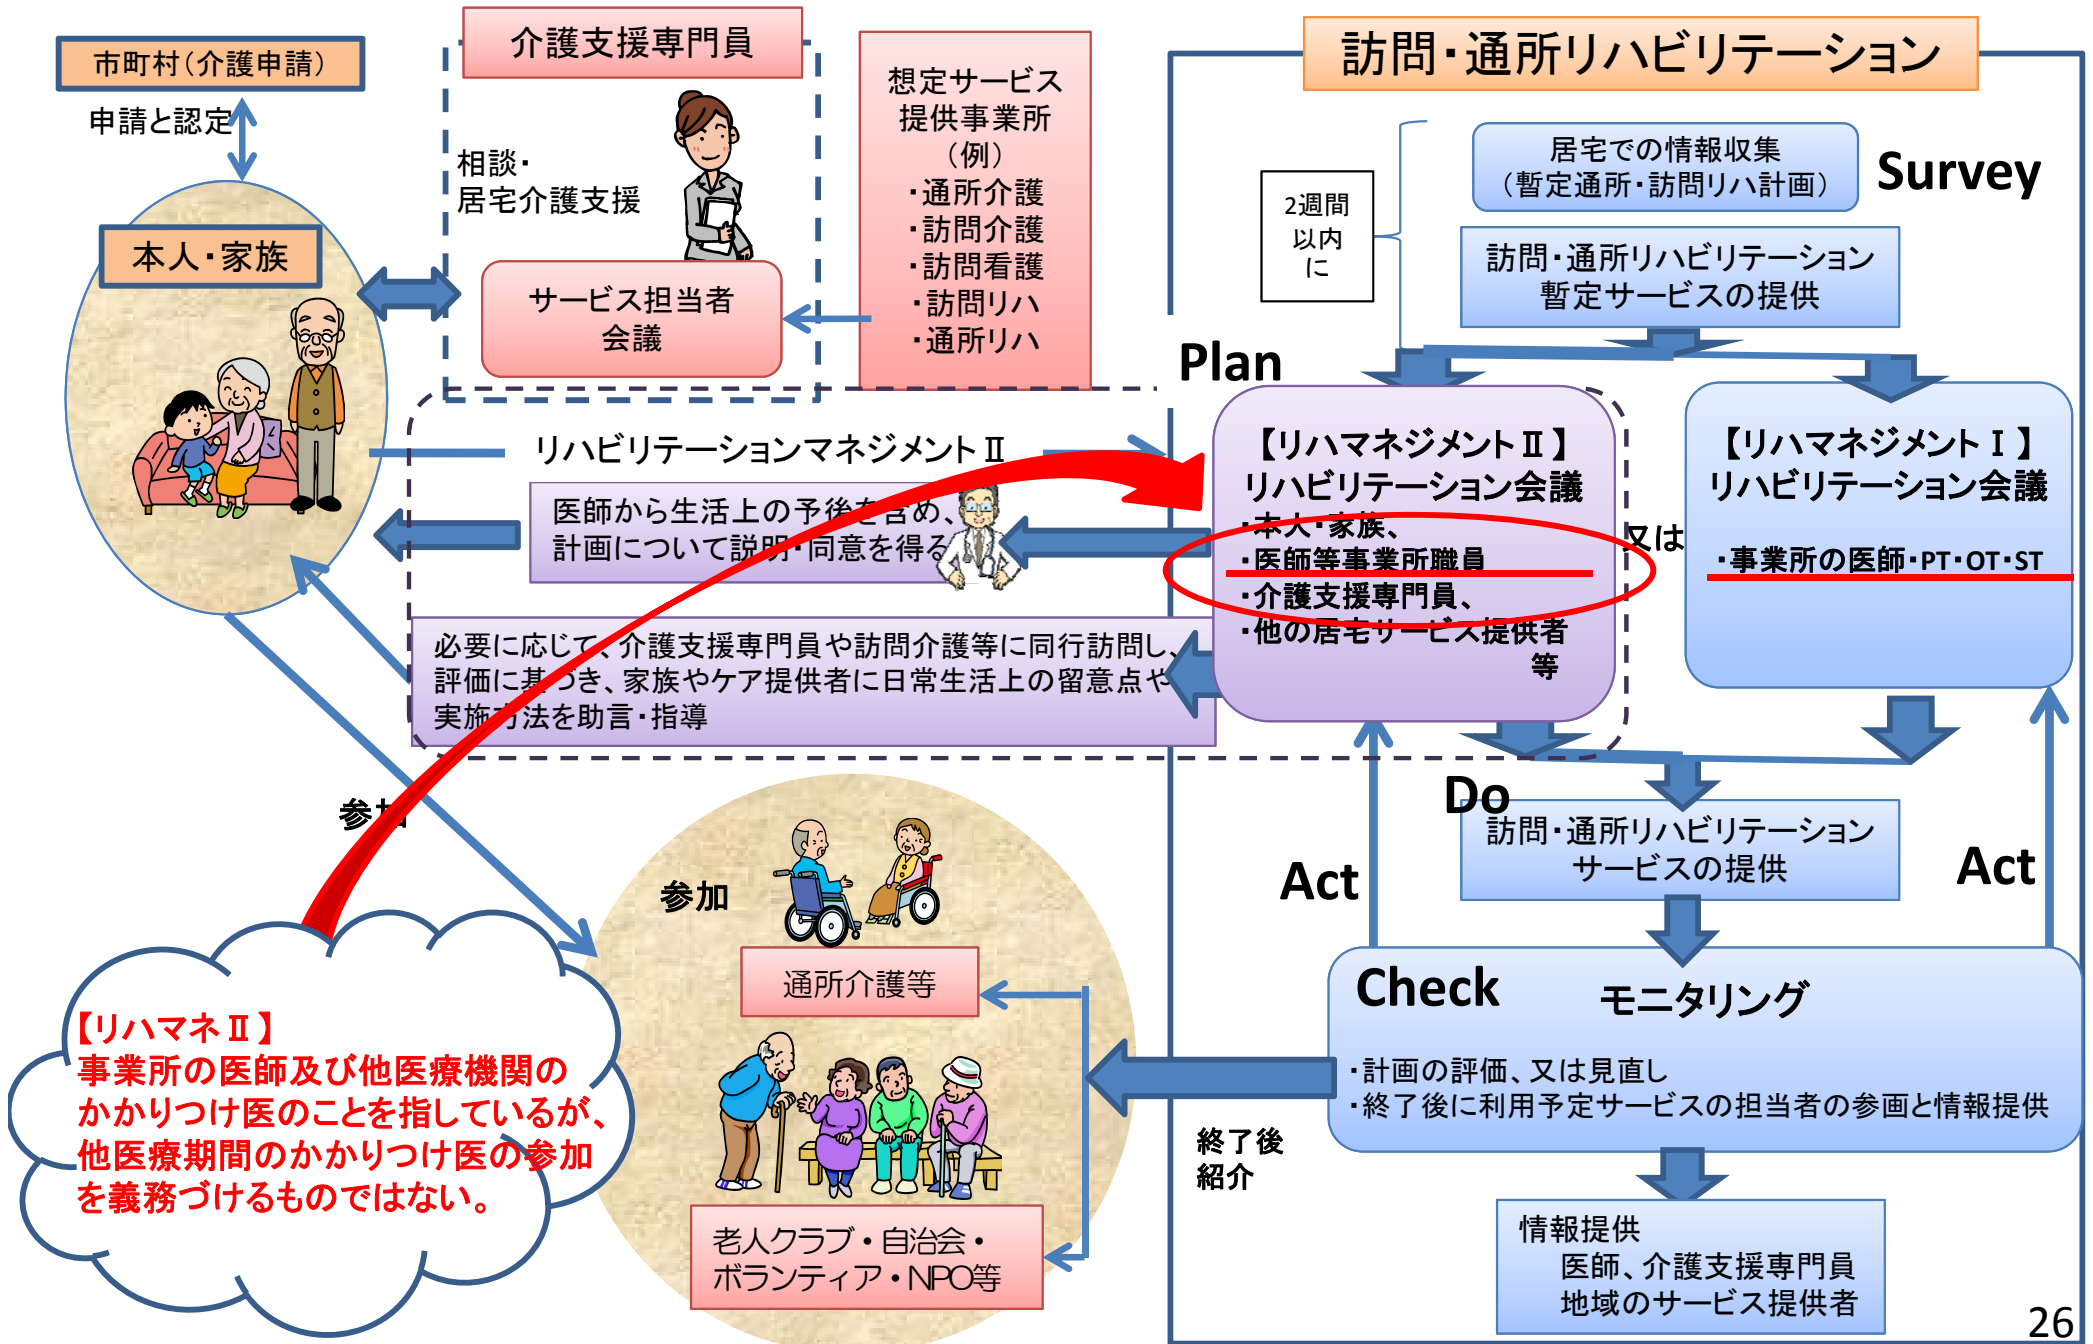 市町村(介護申請)
申請と認定
本人・家族
介護支援専門員
相談・
居宅介護支援
サービス担当者
会議
想定サービス
提供事業所
(例)
・通所介護
・訪問介護
・訪問看護
・訪問リハ
・通所リハ
訪問・通所リハビリテーション
2週間
以内
に
居宅での情報収集
(暫定通所・訪問リハ計画)
Survey
訪問・通所リハビリテーション
暫定サービスの提供
Plan
【リハマネジメントⅡ】
リハビリテーション会議
・本人・家族、
・医師等事業所職員
・介護支援専門員、
・他の居宅サービス提供者
等
又は
【リハマネジメントⅠ】
リハビリテーション会議
・事業所の医師・PT・OT・ST
リハビリテーションマネジメントⅡ
医師から生活上の予後を含め、
計画について説明・同意を得る
必要に応じて、介護支援専門員や訪問介護等に同行訪問し、
評価に基づき、家族やケア提供者に日常生活上の留意点や
実施方法を助言・指導
Do
訪問・通所リハビリテーション
サービスの提供
Act
Act
Check
モニタリング
・計画の評価、又は見直し
・終了後に利用予定サービスの担当者の参画と情報提供
終了後
紹介
情報提供
医師、介護支援専門員
地域のサービス提供者
参加
参加
通所介護等
老人クラブ・自治会・
ボランティア・NPO等
【リハマネⅡ】
事業所の医師及び他医療機関の
かかりつけ医のことを指しているが、
他医療期間のかかりつけ医の参加
を義務づけるものではない。
26